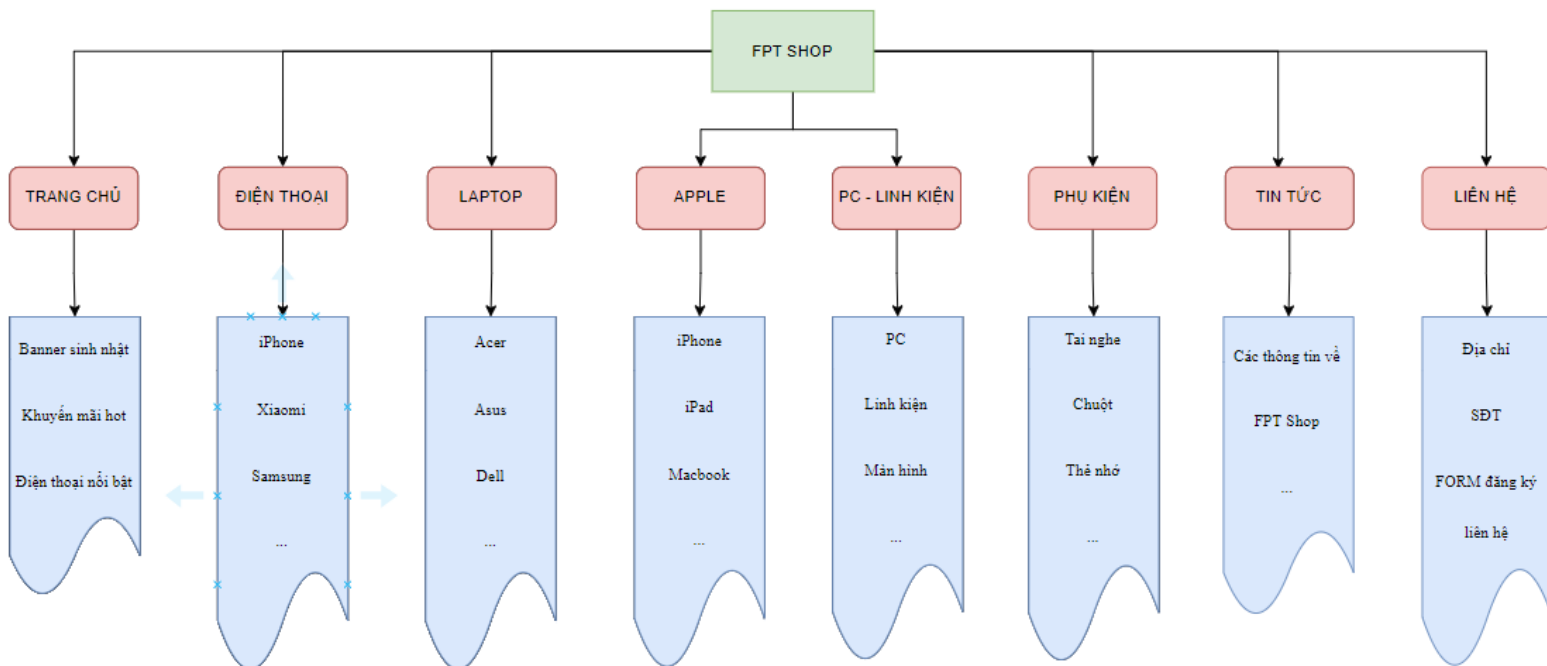 FPT SHOP
TRANG CHỦ
ĐIỆN THOẠI
LAPTOP
APPLE
PC - LINH KIỆN
PHỤ KIỆN
TIN TỨC
LIÊN HỆ
Banner sinh nhật
Khuyến mãi hot
Điện thoại nổi bật
iPhone
Xiaomi
Samsung
...
Acer
Asus
Dell
...
iPhone
iPad
Macbook
...
PC
Linh kiện
Màn hình
...
Tai nghe
Chuột
Thẻ nhớ
...
Các thông tin về
FPT Shop
...
Địa chỉ
SĐT
FORM đăng ký
liên hệ